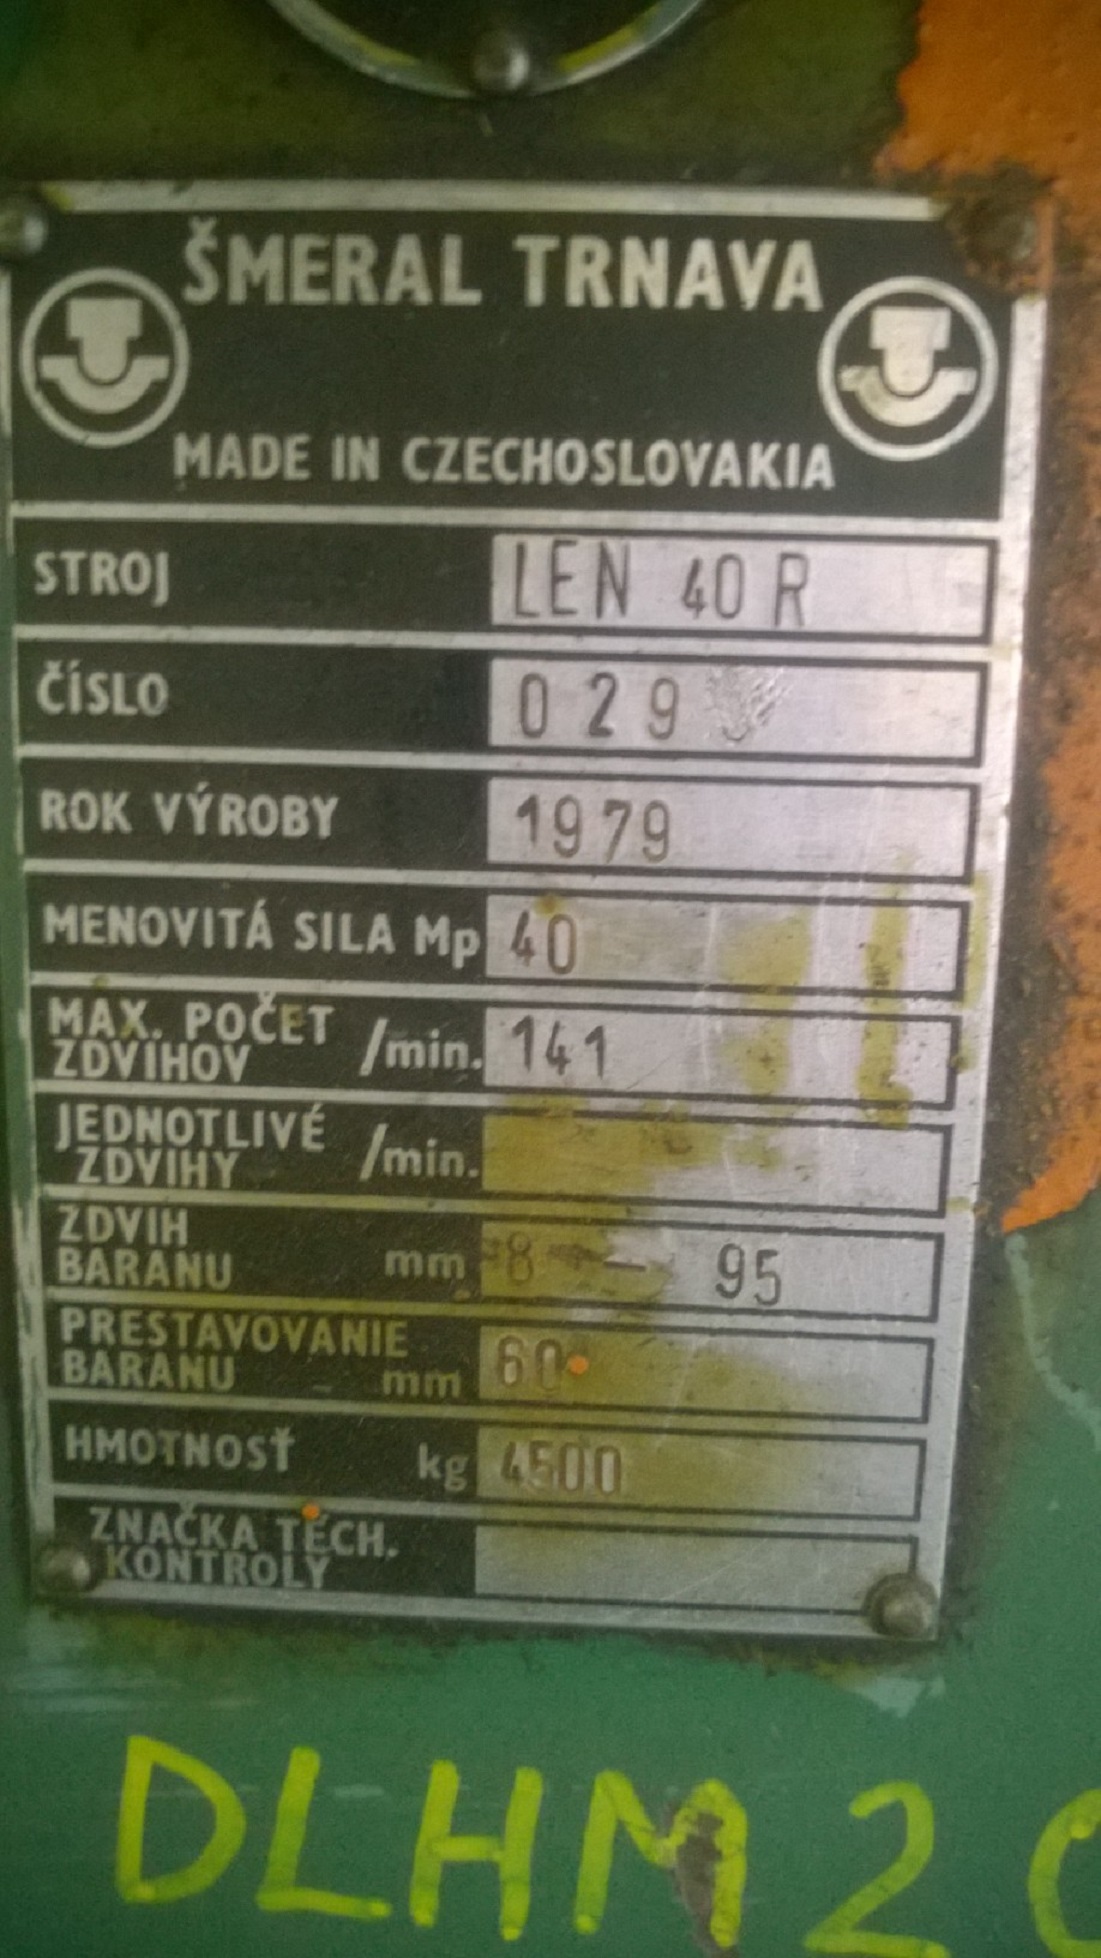 ŠMERAL TRNAVA
MADE IN CZECHOSLOVAKIA
STROJ LEN 40 R
ČÍSLO 029
ROK VÝROBY 1979
MENOVITÁ SILA Mp 40
MAX. POČET
ZDVIHOV /min. 141
JEDNOTLIVÉ
ZDVIHY /min.
ZDVIH
BARANU mm 8 - 95
PRESTAVOVANIE
BARANU mm 60
HMOTNOSŤ kg 4500
ZNAČKA TECH.
KONTROLY
DLHM 2